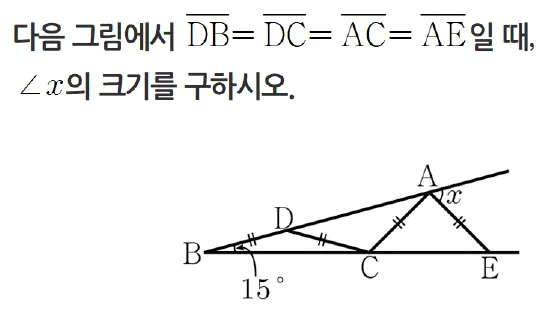 다음 그림에서 DB= DC= AC= AE일 때,
∠x의 크기를 구하시오.
A
x
D
B
C
E
15°